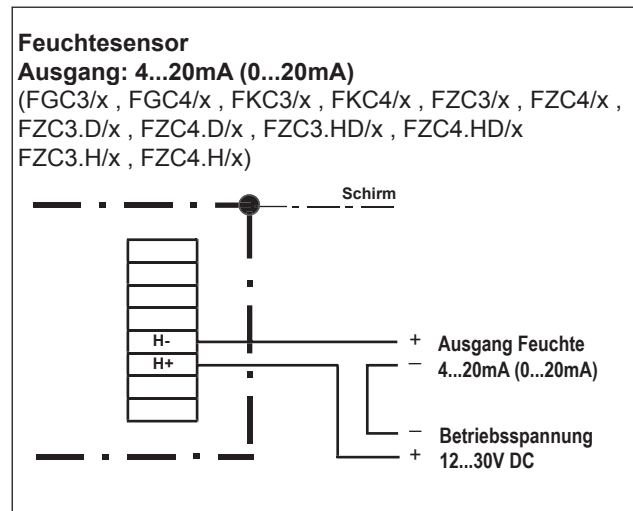 Feuchtesensor
Ausgang: 4...20mA (0...20mA)
(FGC3/x , FGC4/x , FKC3/x , FKC4/x , FZC3/x , FZC4/x ,
FZC3.D/x , FZC4.D/x , FZC3.HD/x , FZC4.HD/x
FZC3.H/x , FZC4.H/x)
Schirm
H-
+ Ausgang Feuchte
H+
– 4...20mA (0...20mA)
– Betriebsspannung
+ 12...30V DC